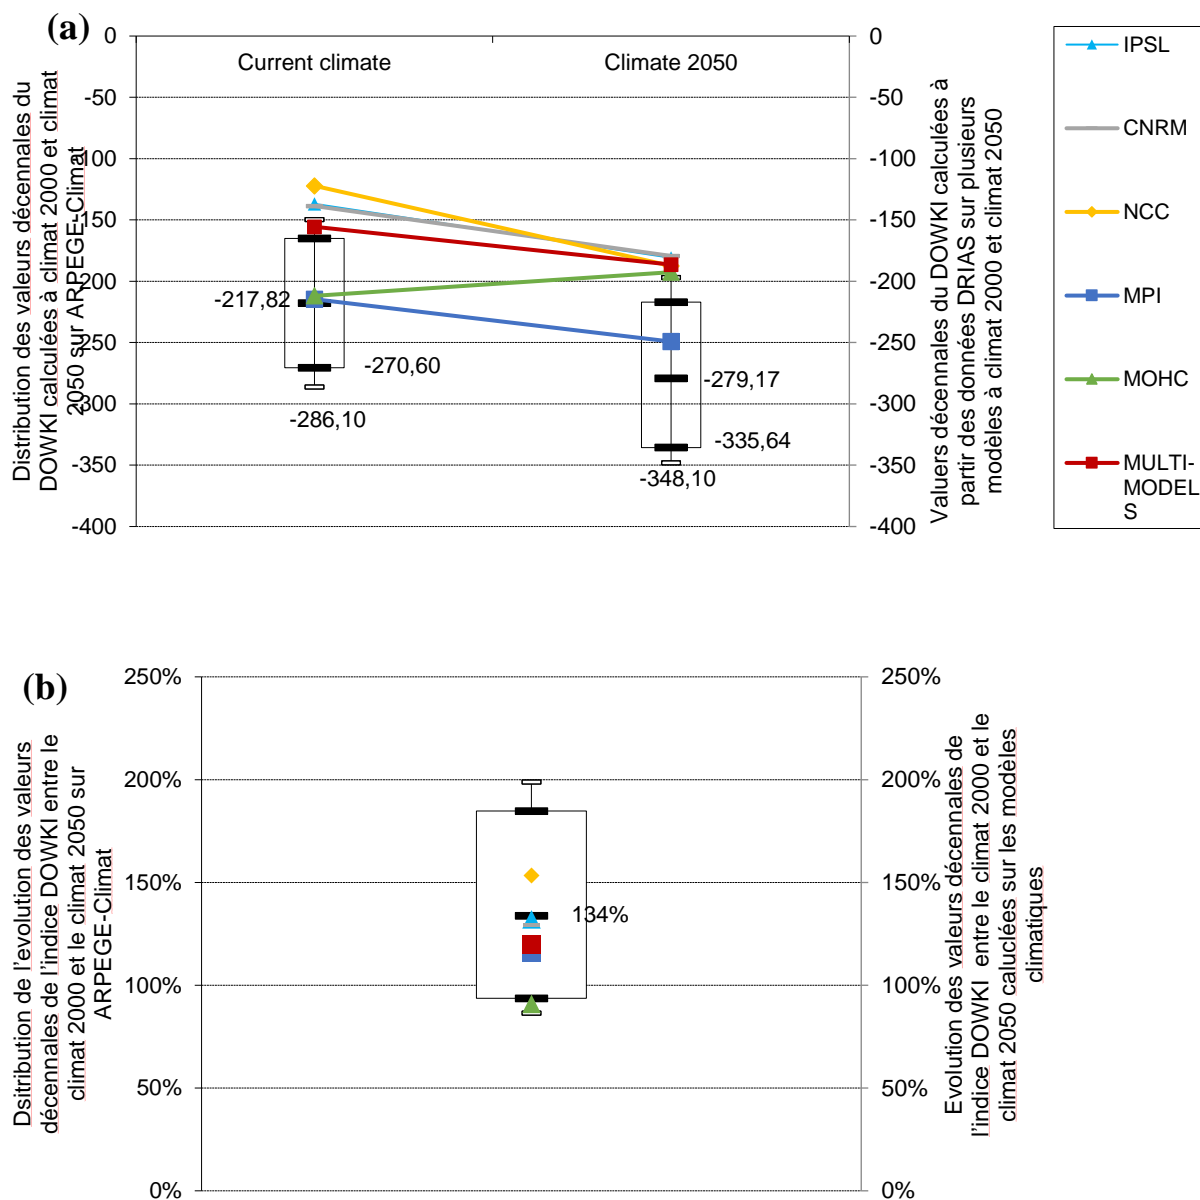 (a)
Distribution des valeurs décennales du
DOWKI calculées à climat 2000 et climat
2050 sur ARPEGE-Climat
0
-50
-100
-150
-200
-250
-300
-350
-400
Current climate
Climate 2050
-217,82
-270,60
-286,10
-279,17
-335,64
-348,10
0
-50
-100
-150
-200
-250
-300
-350
-400
Valuers décennales du DOWKI calculées à
partir des données DRIAS sur plusieurs
modèles à climat 2000 et climat 2050
IPSL
CNRM
NCC
MPI
MOHC
MULTI-
MODEL
S
(b)
Dsitribution de l'evolution des valeurs
décennales de l'indice DOWKI entre le
climat 2000 et le climat 2050 sur
ARPEGE-Climat
250%
200%
150%
100%
50%
0%
134%
250%
200%
150%
100%
50%
0%
Evolution des valeurs décennales de
l'indice DOWKI entre le climat 2000 et le
climat 2050 caluclées sur les modèles
climatiques